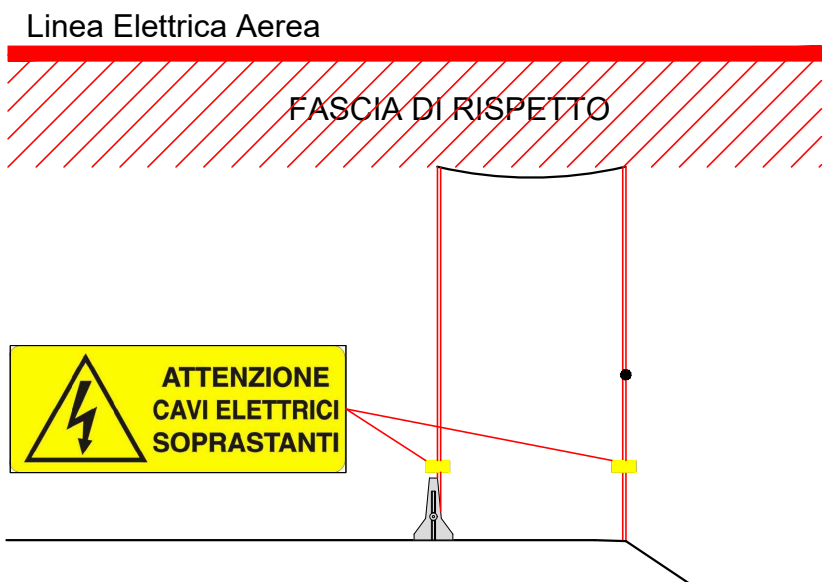 Linea Elettrica Aerea
FASCIA DI RISPETTO
ATTENZIONE
CAVI ELETTRICI
SOPRASTANTI